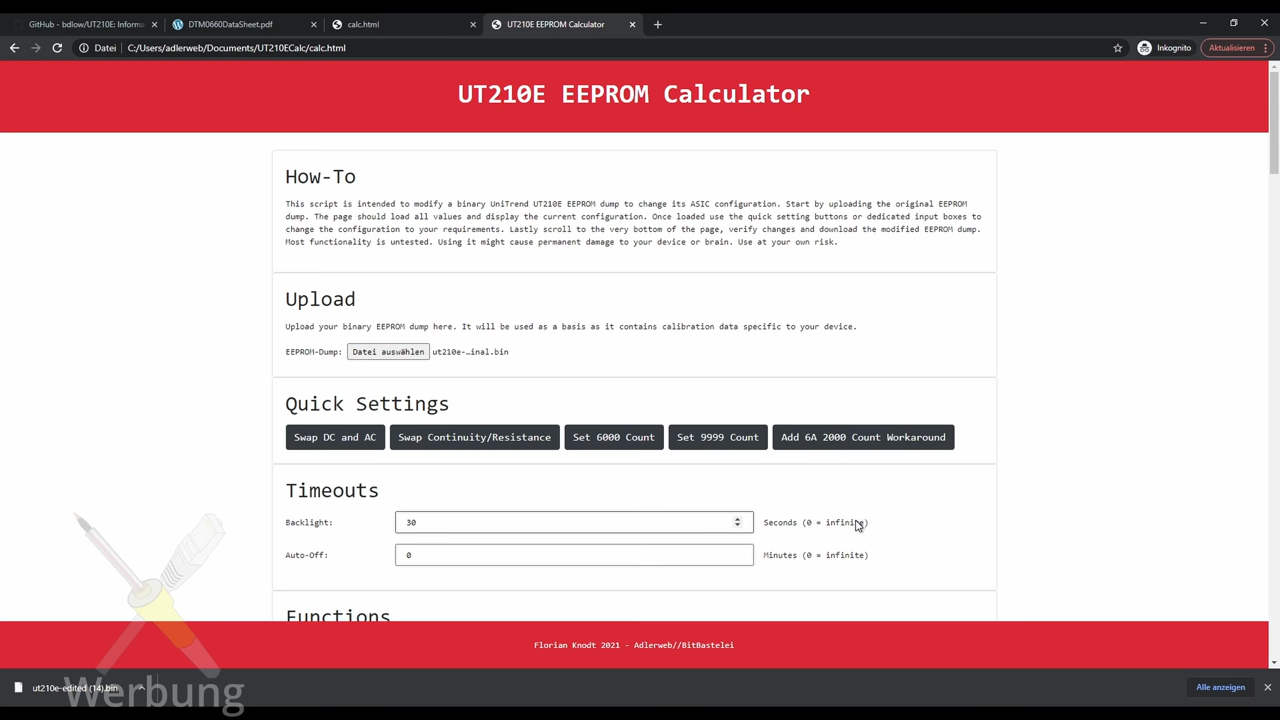 GitHub - bdlow/UT210E: Informa
DTM0660DataSheet.pdf
calc.html
UT210E EEPROM Calculator
Datei
C:/Users/adlerweb/Documents/UT210ECalc/calc.html
Inkognito
Aktualisieren
UT210E EEPROM Calculator
How-To
This script is intended to modify a binary UniTrend UT210E EEPROM dump to change its ASIC configuration. Start by uploading the original EEPROM
dump. The page should load all values and display the current configuration. Once loaded use the quick setting buttons or dedicated input boxes to
change the configuration to your requirements. Lastly scroll to the very bottom of the page, verify changes and download the modified EEPROM dump.
Most functionality is untested. Using it might cause permanent damage to your device or brain. Use at your own risk.
Upload
Upload your binary EEPROM dump here. It will be used as a basis as it contains calibration data specific to your device.
EEPROM-Dump: Datei auswählen ut210e-…inal.bin
Quick Settings
Swap DC and AC
Swap Continuity/Resistance
Set 6000 Count
Set 9999 Count
Add 6A 2000 Count Workaround
Timeouts
Backlight: 30 Seconds (0 = infinite)
Auto-Off: 0 Minutes (0 = infinite)
Functions
Florian Knodt 2021 - Adlerweb//BitBastelei
ut210e-edited (14).bin
Alle anzeigen
Werbung